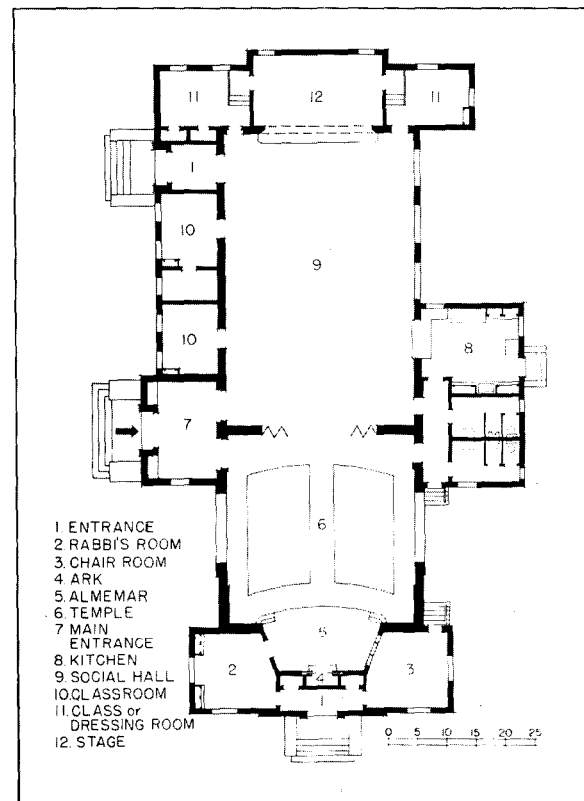 11
12
11
1
10
9
10
8
7
6
5
2
4
3
1
1. ENTRANCE
2. RABBI'S ROOM
3. CHAIR ROOM
4. ARK
5. ALMEMAR
6. TEMPLE
7 MAIN
ENTRANCE
8. KITCHEN
9. SOCIAL HALL
10. CLASSROOM
11. CLASS or
DRESSING ROOM
12. STAGE
0 5 10 15 20 25